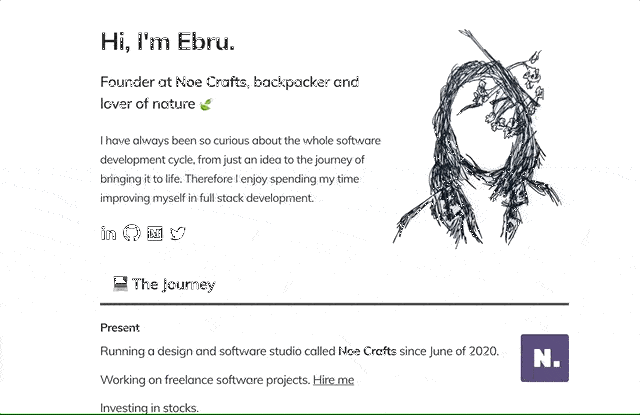 Hi, I'm Ebru.
Founder at Noe Crafts, backpacker and
lover of nature 🍃
I have always been so curious about the whole software
development cycle, from just an idea to the journey of
bringing it to life. Therefore I enjoy spending my time
improving myself in full stack development.
in
The Journey
Present
Running a design and software studio called Noe Crafts since June of 2020.
N.
Working on freelance software projects. Hire me
Investing in stocks.